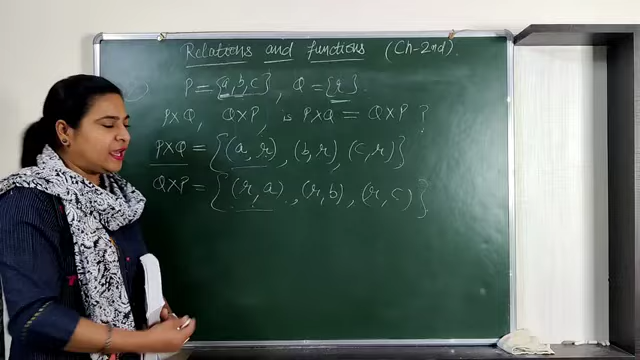 Relations and functions (Ch-2nd).
P = {a, b, c}, Q = {r}.
P×Q, Q×P, is P×Q = Q×P ?
P×Q = {(a, r), (b, r), (c, r)}
Q×P = {(r, a), (r, b), (r, c)}